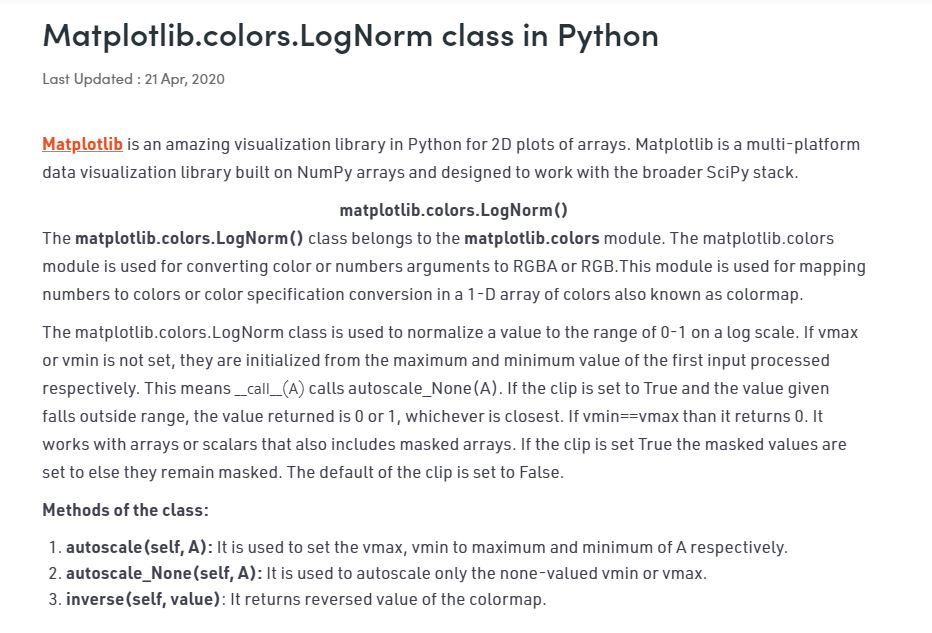 Matplotlib.colors.LogNorm class in Python
Last Updated : 21 Apr, 2020
Matplotlib is an amazing visualization library in Python for 2D plots of arrays. Matplotlib is a multi-platform
data visualization library built on NumPy arrays and designed to work with the broader SciPy stack.
matplotlib.colors.LogNorm()
The matplotlib.colors.LogNorm() class belongs to the matplotlib.colors module. The matplotlib.colors
module is used for converting color or numbers arguments to RGBA or RGB.This module is used for mapping
numbers to colors or color specification conversion in a 1-D array of colors also known as colormap.
The matplotlib.colors.LogNorm class is used to normalize a value to the range of 0-1 on a log scale. If vmax
or vmin is not set, they are initialized from the maximum and minimum value of the first input processed
respectively. This means __call__(A) calls autoscale_None(A). If the clip is set to True and the value given
falls outside range, the value returned is 0 or 1, whichever is closest. If vmin==vmax than it returns 0. It
works with arrays or scalars that also includes masked arrays. If the clip is set True the masked values are
set to else they remain masked. The default of the clip is set to False.
Methods of the class:
1. autoscale(self, A): It is used to set the vmax, vmin to maximum and minimum of A respectively.
2. autoscale_None(self, A): It is used to autoscale only the none-valued vmin or vmax.
3. inverse(self, value): It returns reversed value of the colormap.